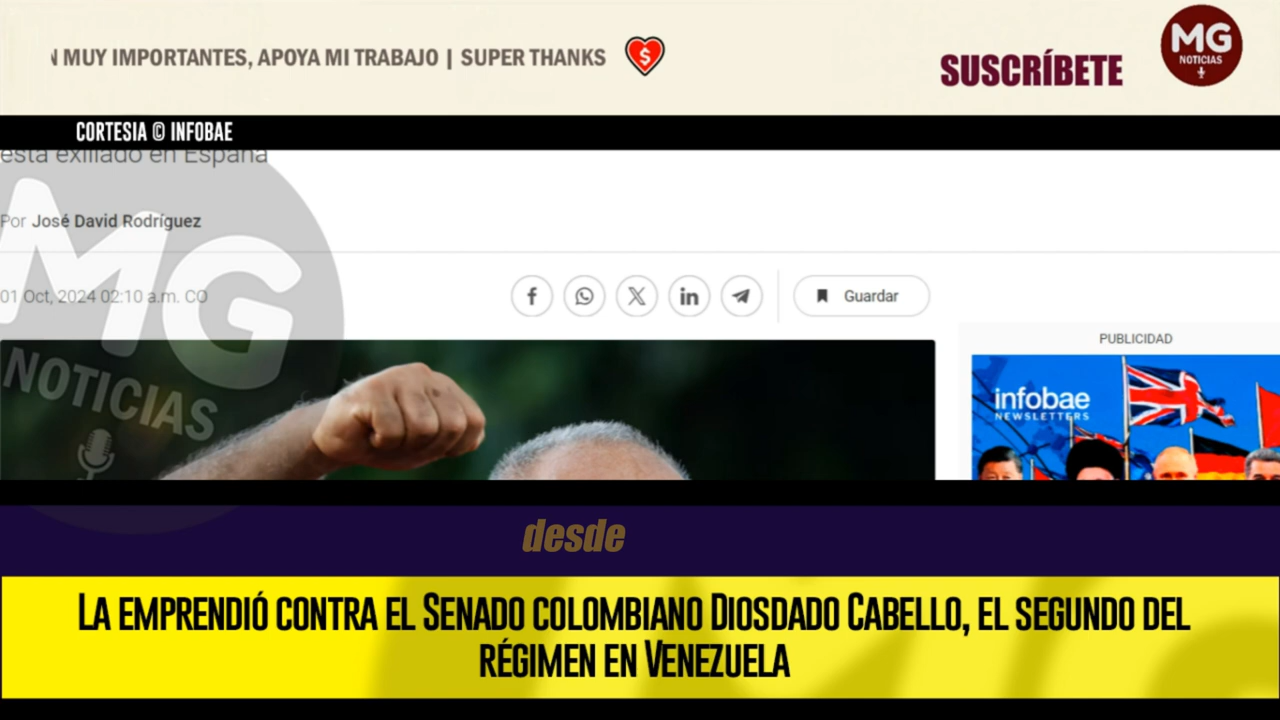 N MUY IMPORTANTES, APOYA MI TRABAJO | SUPER THANKS
SUSCRÍBETE
MG
NOTICIAS
CORTESIA © INFOBAE
está exiliado en España
Por José David Rodríguez
01 Oct, 2024 02:10 a.m. CO
Guardar
PUBLICIDAD
MG
NOTICIAS
infobae
NEWSLETTERS
desde
LA EMPRENDIÓ CONTRA EL SENADO COLOMBIANO DIOSDADO CABELLO, EL SEGUNDO DEL
RÉGIMEN EN VENEZUELA